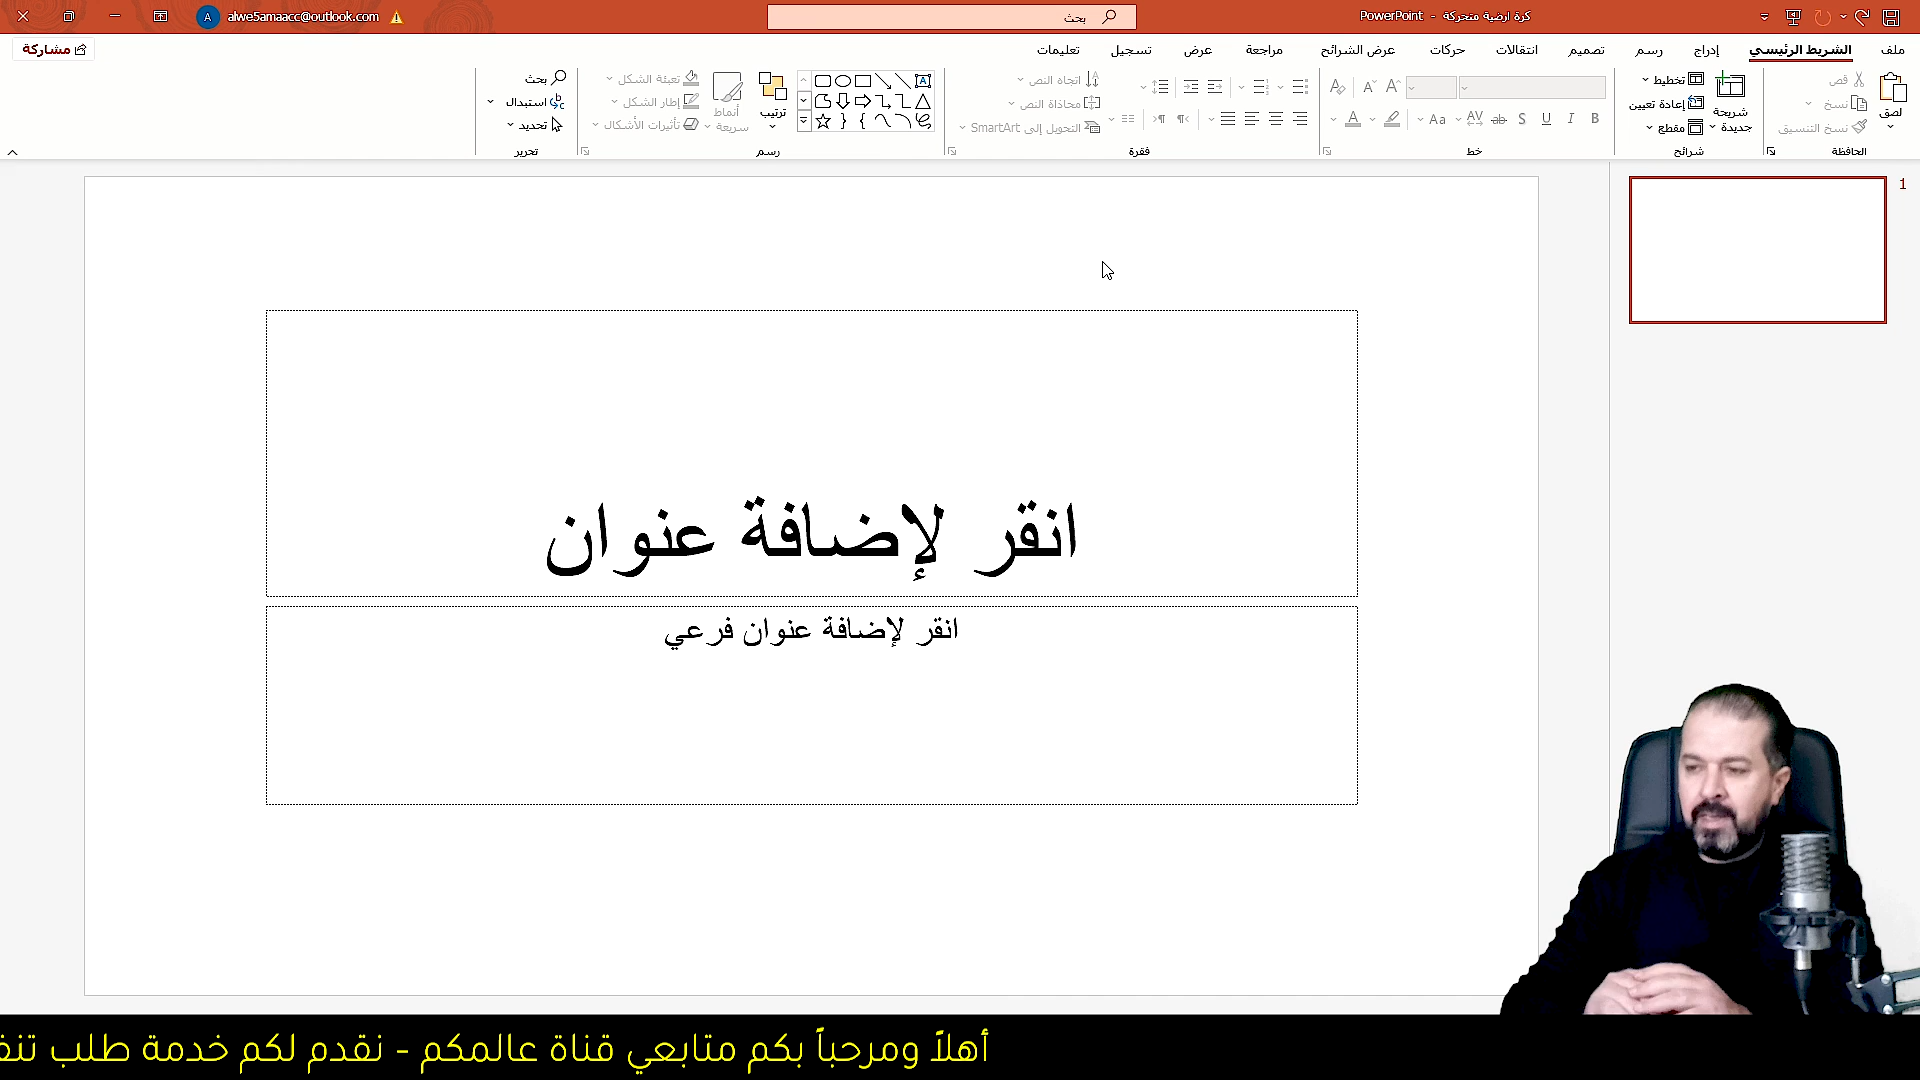 كرة ارضية متحركة - PowerPoint
بحث
alwe5amaacc@outlook.com
A
ملف
الشريط الرئيسي
إدراج
رسم
تصميم
انتقالات
حركات
عرض الشرائح
مراجعة
عرض
تسجيل
تعليمات
مشاركة
لصق
قص
نسخ
نسخ التنسيق
الحافظة
شريحة
جديدة
تخطيط
إعادة تعيين
مقطع
شرائح
B I U S ab AV Aa A
خط
اتجاه النص
محاذاة النص
التحويل إلى SmartArt
فقرة
ترتيب
أنماط
سريعة
تعبئة الشكل
إطار الشكل
تأثيرات الأشكال
رسم
بحث
استبدال
تحديد
تحرير
1
انقر لإضافة عنوان
انقر لإضافة عنوان فرعي
أهلاً ومرحباً بكم متابعي قناة عالمكم - نقدم لكم خدمة طلب